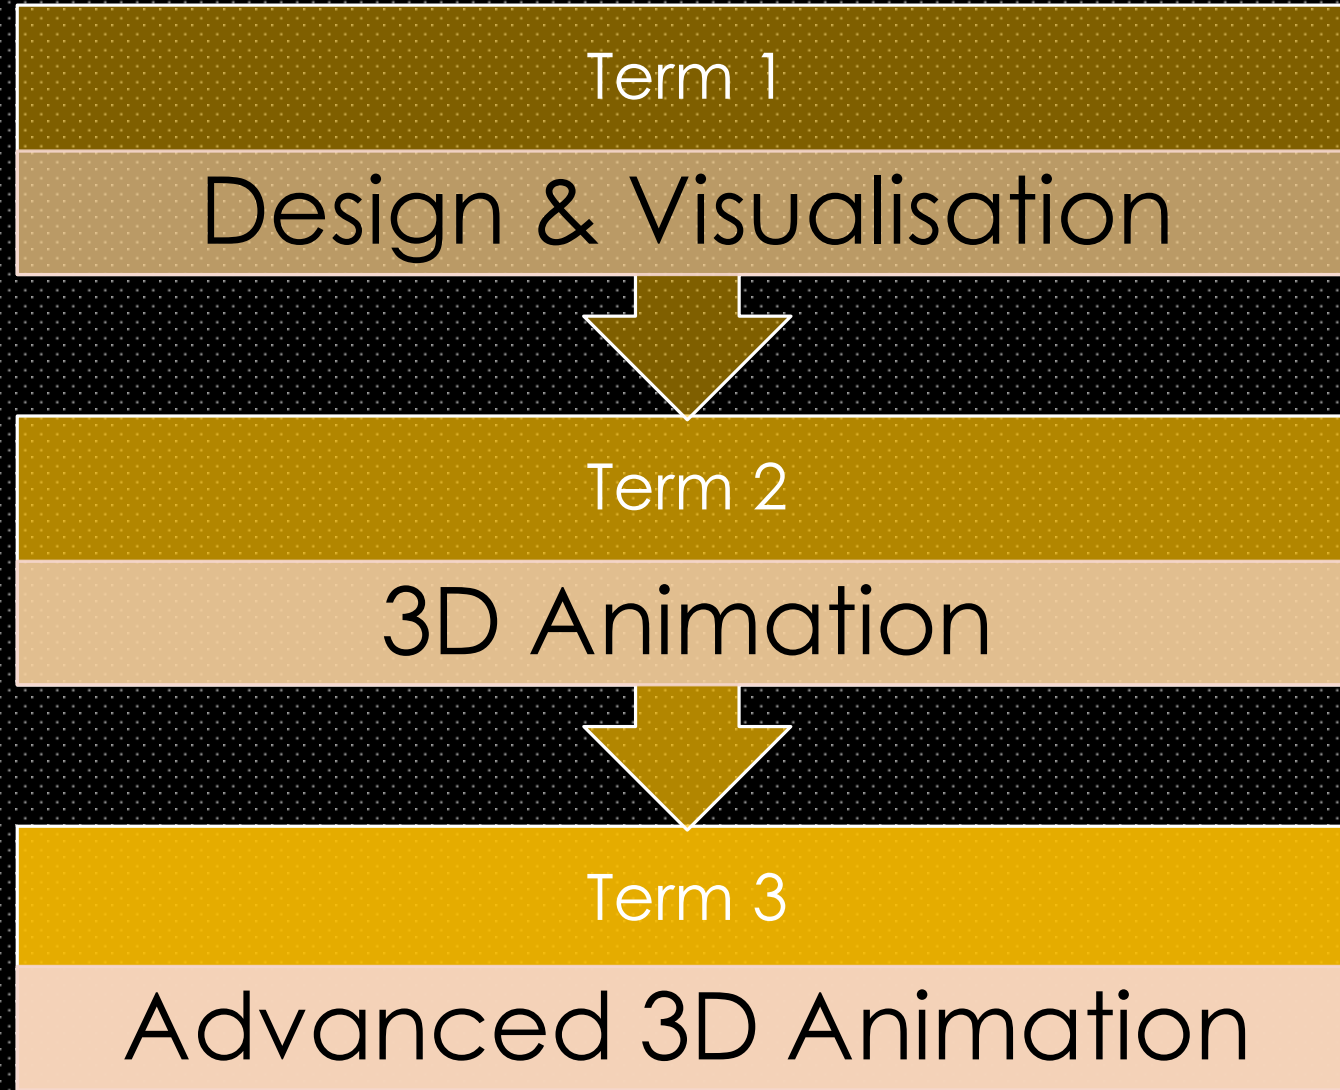 Term 1
Design & Visualisation
Term 2
3D Animation
Term 3
Advanced 3D Animation